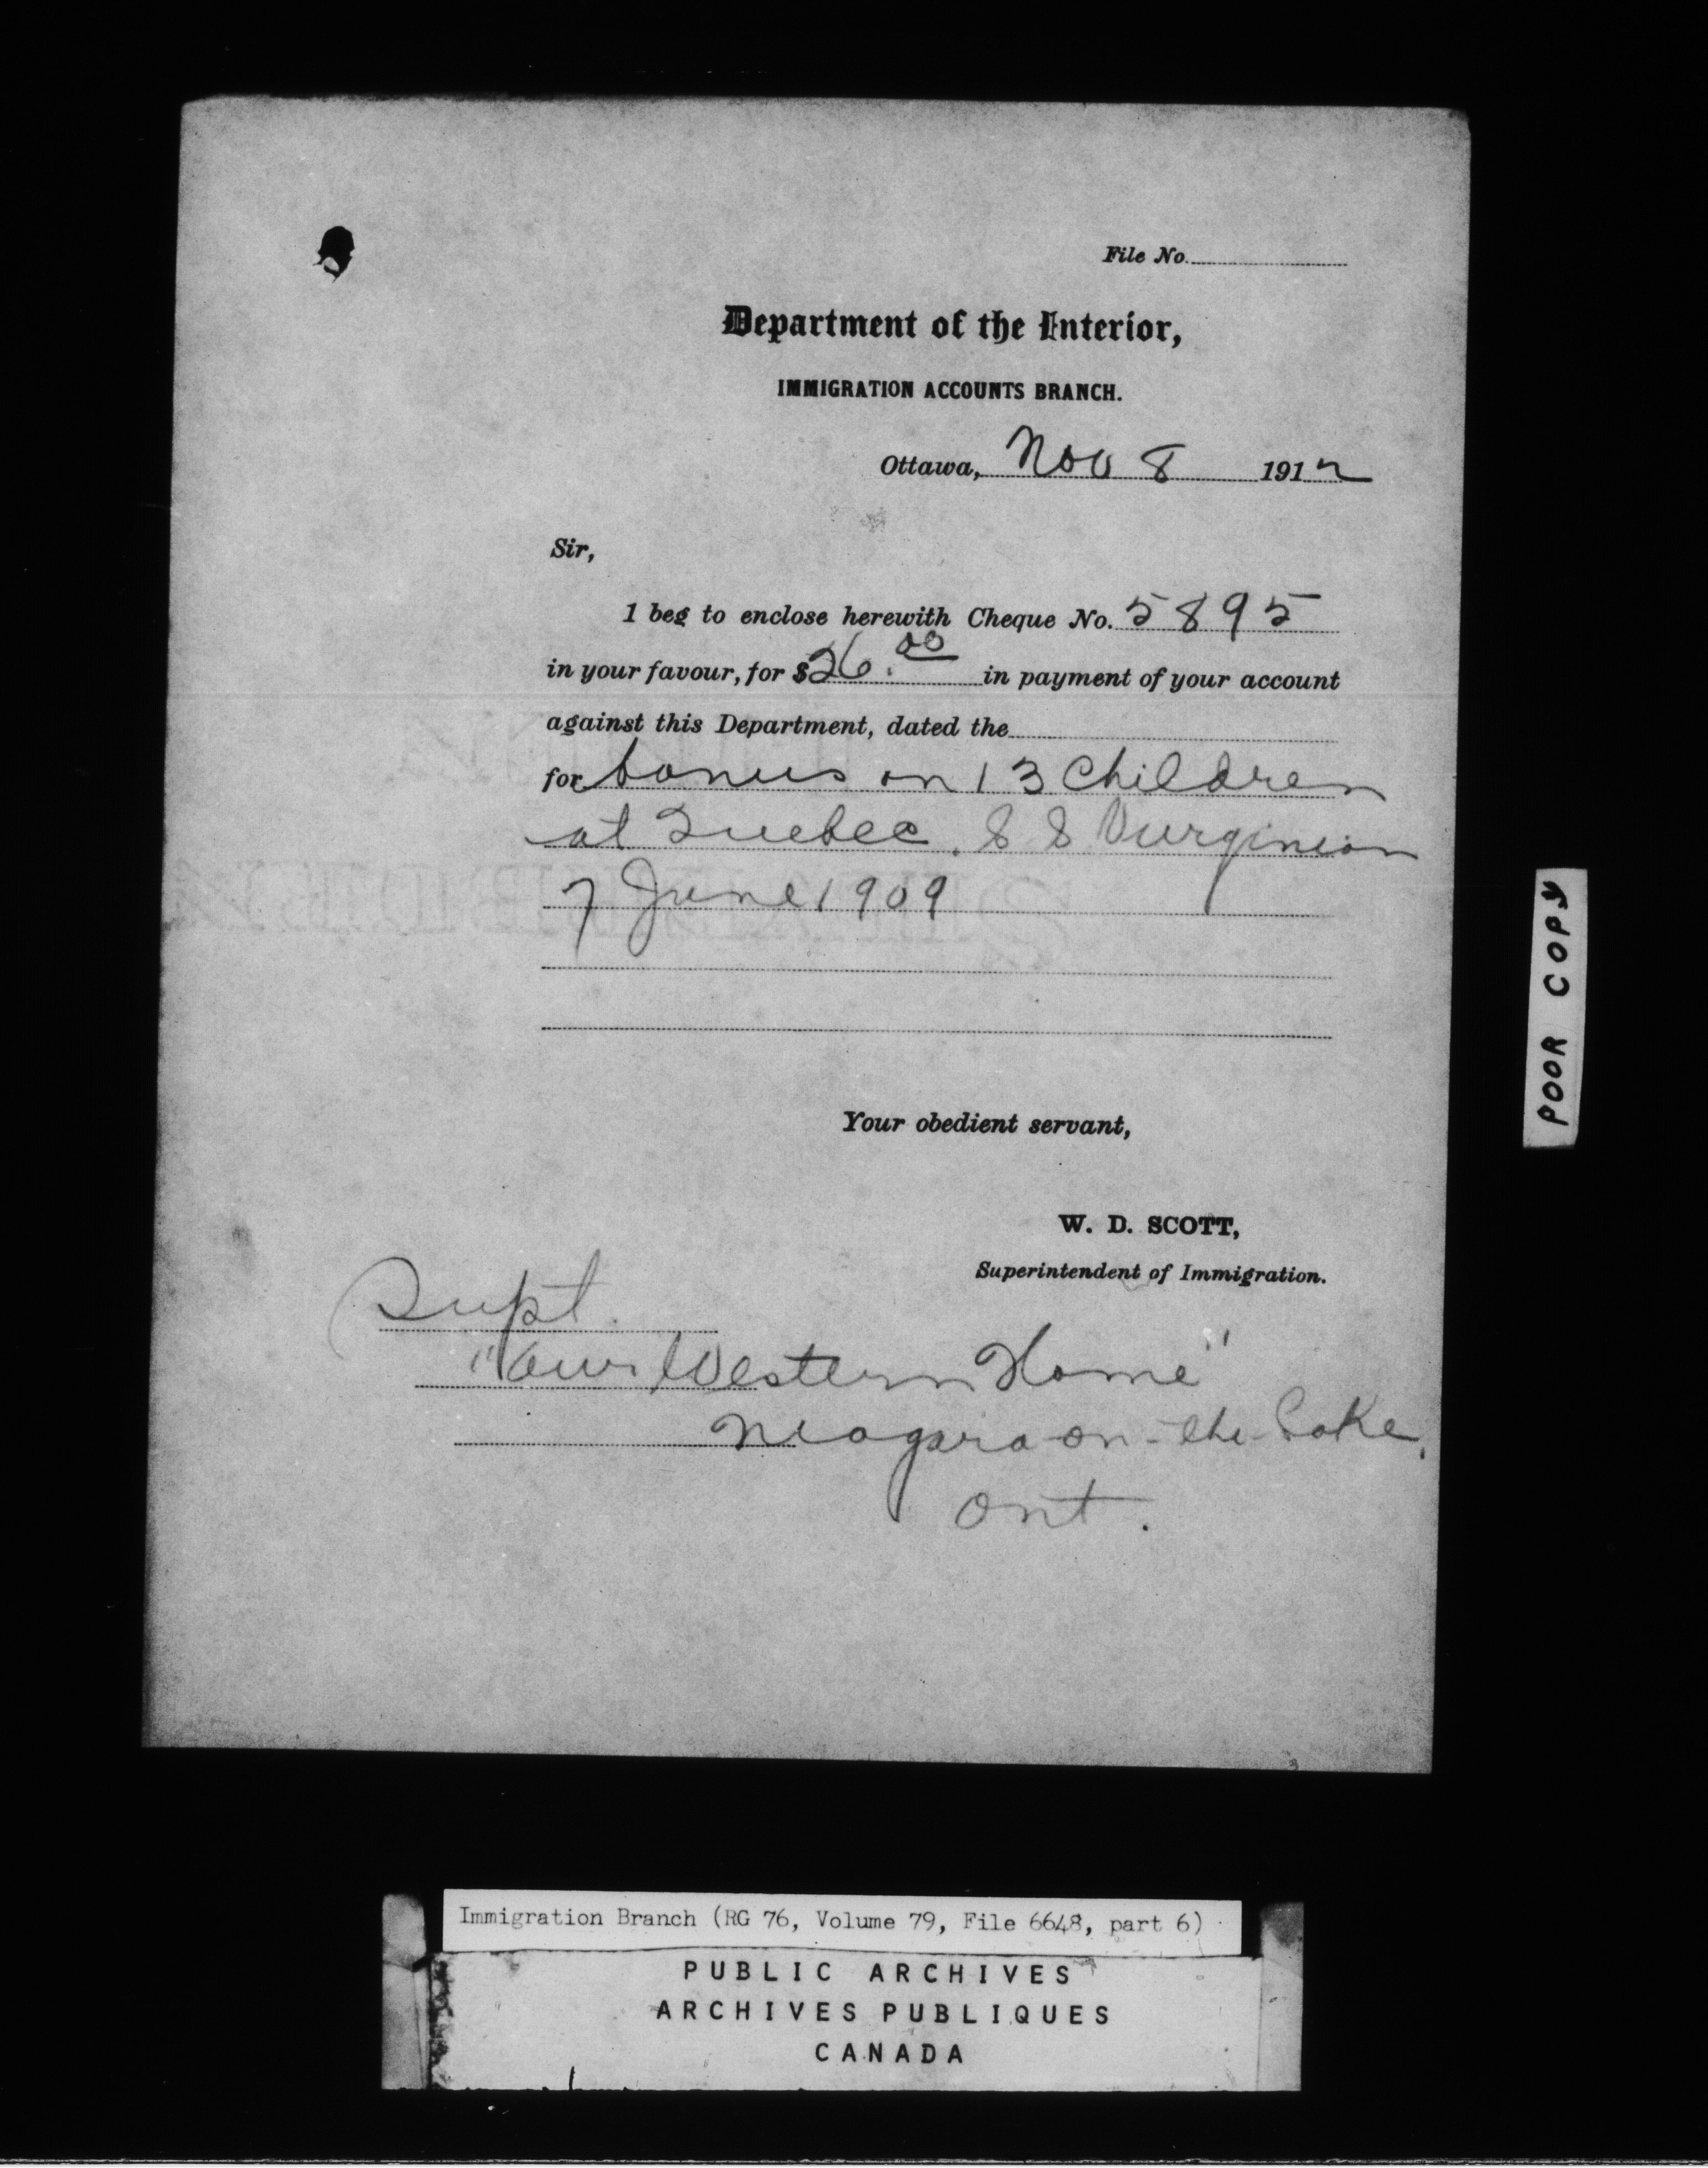 File No.
Department of the Interior,
IMMIGRATION ACCOUNTS BRANCH.
Ottawa, Nov 8 1912
Sir,
I beg to enclose herewith Cheque No. 5895
in your favour, for $26.00 in payment of your account
against this Department, dated the
for bonus on 13 Children
at Quebec. S S Virginian
7 June 1909
Your obedient servant,
W. D. SCOTT,
Superintendent of Immigration.
Supt.
"Our Western Home"
Niagara-on-the-Lake,
Ont.
POOR COPY
Immigration Branch (RG 76, Volume 79, File 6648, part 6)
PUBLIC ARCHIVES
ARCHIVES PUBLIQUES
CANADA